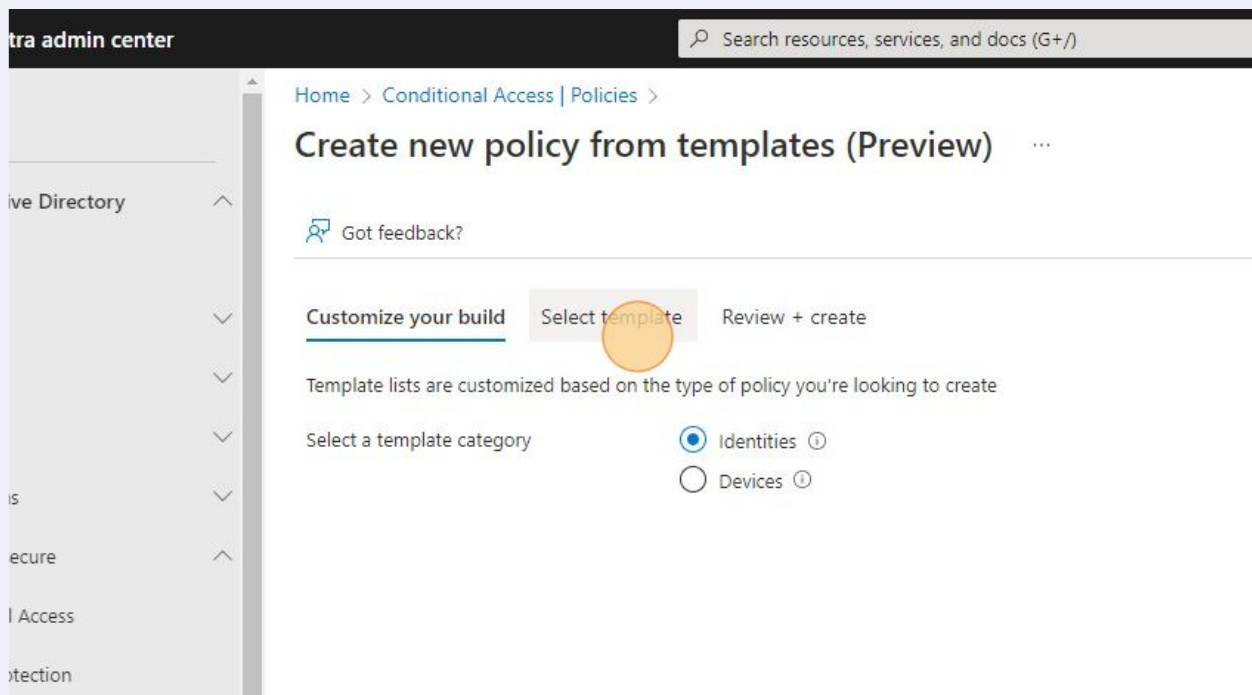 tra admin center
Search resources, services, and docs (G+/)
Home > Conditional Access | Policies >
Create new policy from templates (Preview) ...
ive Directory
Got feedback?
Customize your build Select template Review + create
Template lists are customized based on the type of policy you're looking to create
Select a template category
Identities
Devices
ns
ecure
l Access
otection